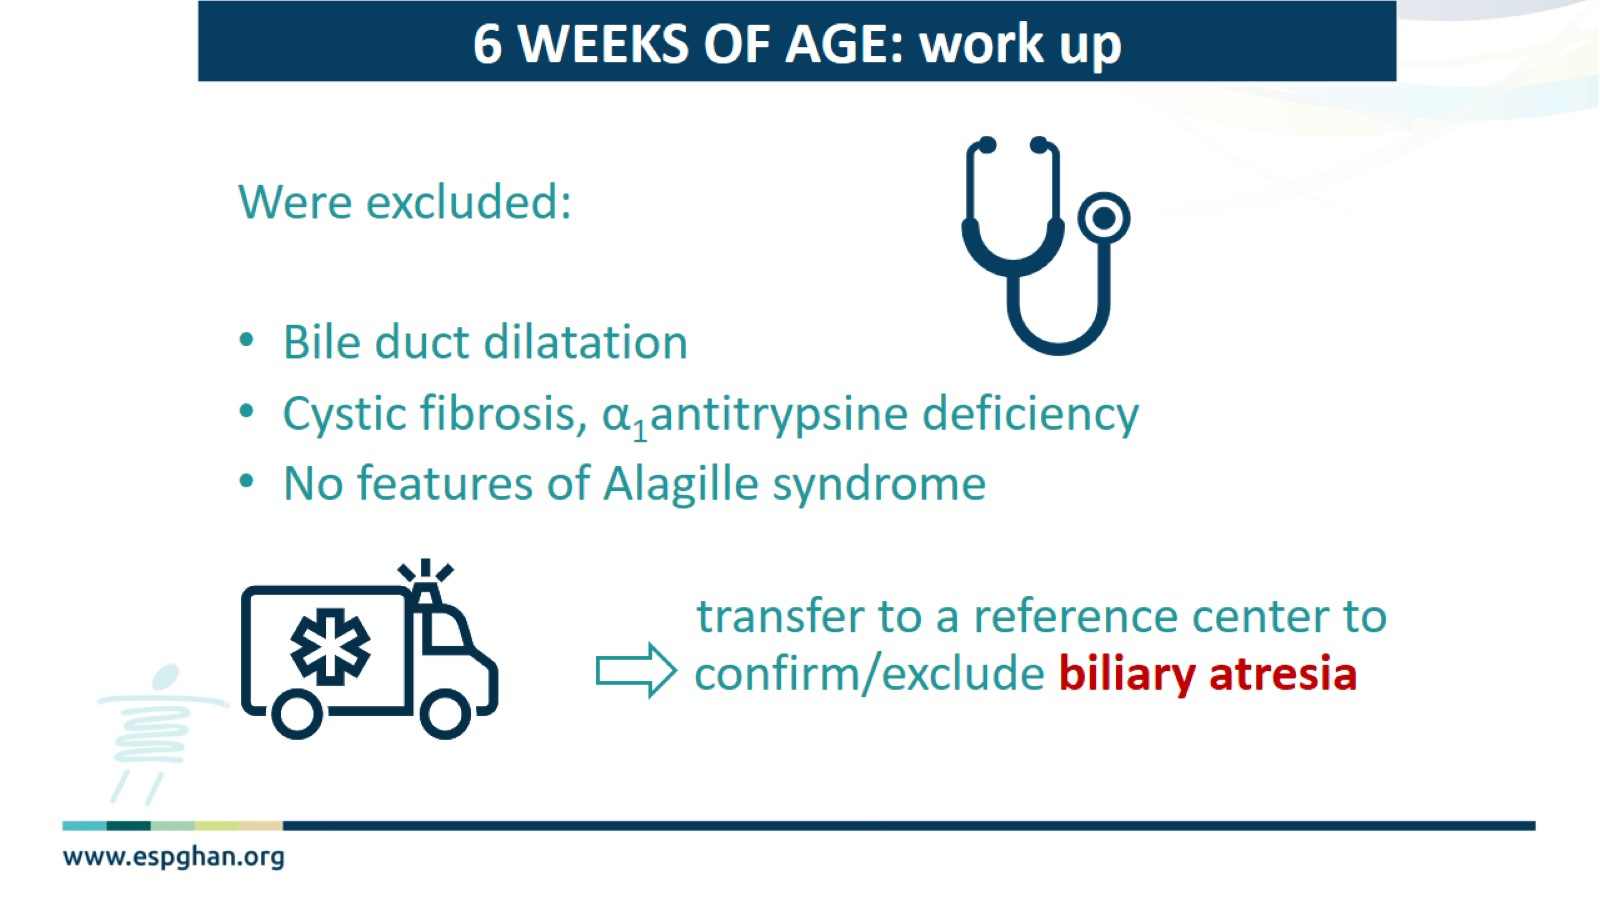 6 WEEKS OF AGE: work up
Were excluded:
• Bile duct dilatation
• Cystic fibrosis, α₁antitrypsine deficiency
• No features of Alagille syndrome
transfer to a reference center to
confirm/exclude biliary atresia
www.espghan.org